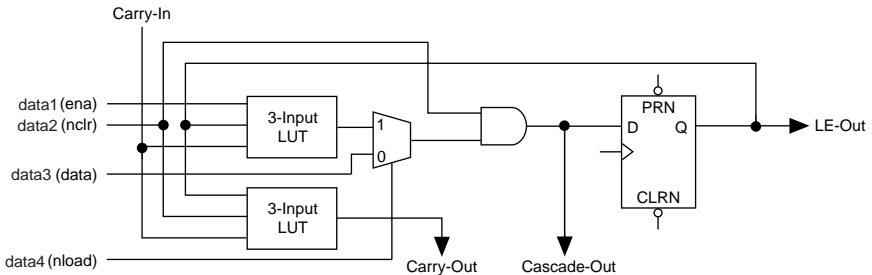 Carry-In
data1 (ena)
data2 (nclr)
3-Input
LUT
1
0
PRN
D
Q
LE-Out
data3 (data)
CLRN
3-Input
LUT
data4 (nload)
Carry-Out
Cascade-Out